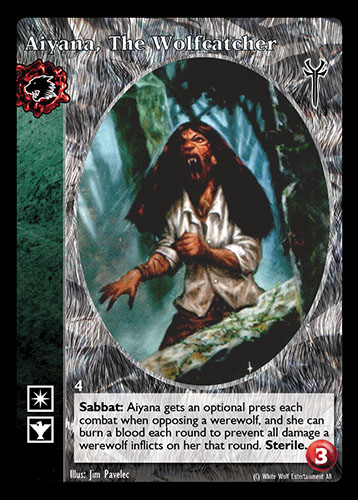 Aiyana, The Wolfcatcher
4
Sabbat: Aiyana gets an optional press each
combat when opposing a werewolf, and she can
burn a blood each round to prevent all damage a
werewolf inflicts on her that round. Sterile.
3
Illus: Jim Pavelec
(C) White Wolf Entertainment AB